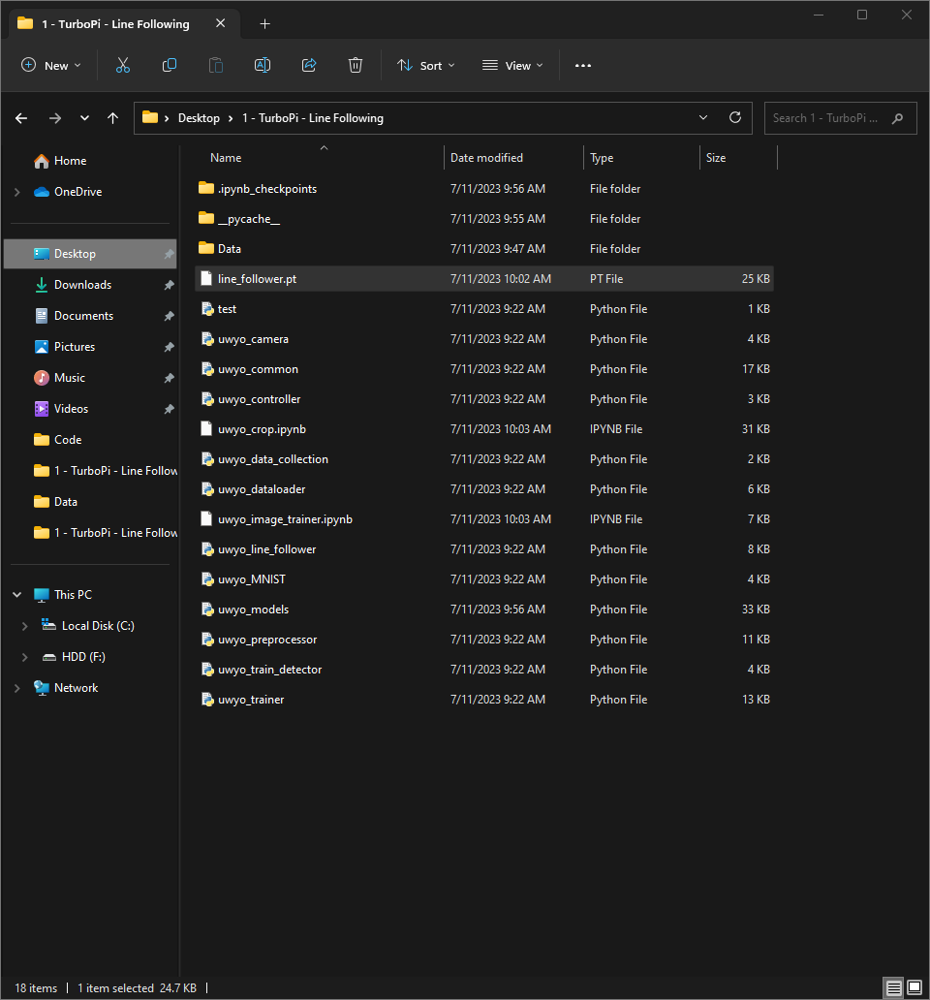 1 - TurboPi - Line Following
New Sort View
Desktop 1 - TurboPi - Line Following Search 1 - TurboPi ...
Home
OneDrive
Desktop
Downloads
Documents
Pictures
Music
Videos
Code
1 - TurboPi - Line Follow
Data
1 - TurboPi - Line Follow
This PC
Local Disk (C:)
HDD (F:)
Network
Name Date modified Type Size
.ipynb_checkpoints 7/11/2023 9:56 AM File folder
__pycache__ 7/11/2023 9:55 AM File folder
Data 7/11/2023 9:47 AM File folder
line_follower.pt 7/11/2023 10:02 AM PT File 25 KB
test 7/11/2023 9:22 AM Python File 1 KB
uwyo_camera 7/11/2023 9:22 AM Python File 4 KB
uwyo_common 7/11/2023 9:22 AM Python File 17 KB
uwyo_controller 7/11/2023 9:22 AM Python File 3 KB
uwyo_crop.ipynb 7/11/2023 10:03 AM IPYNB File 31 KB
uwyo_data_collection 7/11/2023 9:22 AM Python File 2 KB
uwyo_dataloader 7/11/2023 9:22 AM Python File 6 KB
uwyo_image_trainer.ipynb 7/11/2023 10:03 AM IPYNB File 7 KB
uwyo_line_follower 7/11/2023 9:22 AM Python File 8 KB
uwyo_MNIST 7/11/2023 9:22 AM Python File 4 KB
uwyo_models 7/11/2023 9:56 AM Python File 33 KB
uwyo_preprocessor 7/11/2023 9:22 AM Python File 11 KB
uwyo_train_detector 7/11/2023 9:22 AM Python File 4 KB
uwyo_trainer 7/11/2023 9:22 AM Python File 13 KB
18 items 1 item selected 24.7 KB